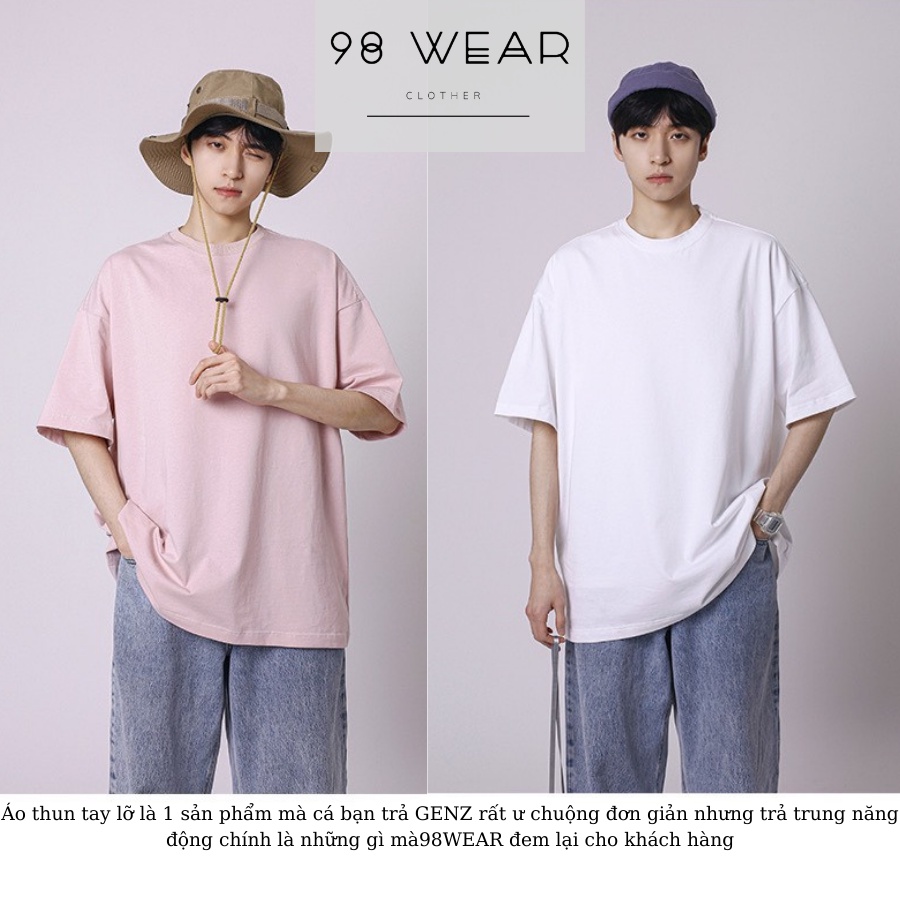 98 WEAR
CLOTHER
Áo thun tay lỡ là 1 sản phẩm mà cá bạn trả GENZ rất ư chuộng đơn giản nhưng trả trung năng
động chính là những gì mà98WEAR đem lại cho khách hàng